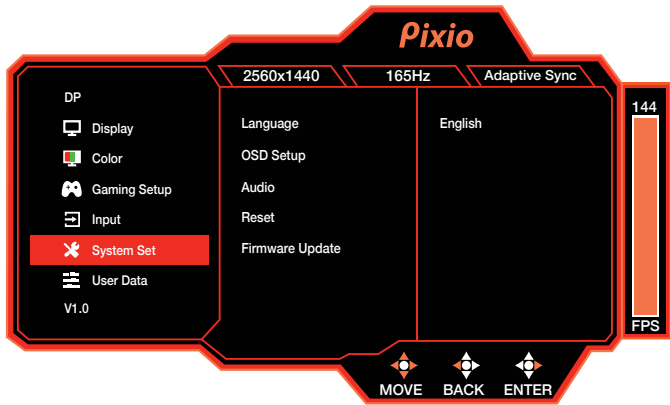 Pixio
2560x1440 165Hz Adaptive Sync
DP
Display
Color
Gaming Setup
Input
System Set
User Data
V1.0
Language
OSD Setup
Audio
Reset
Firmware Update
English
144
FPS
MOVE BACK ENTER